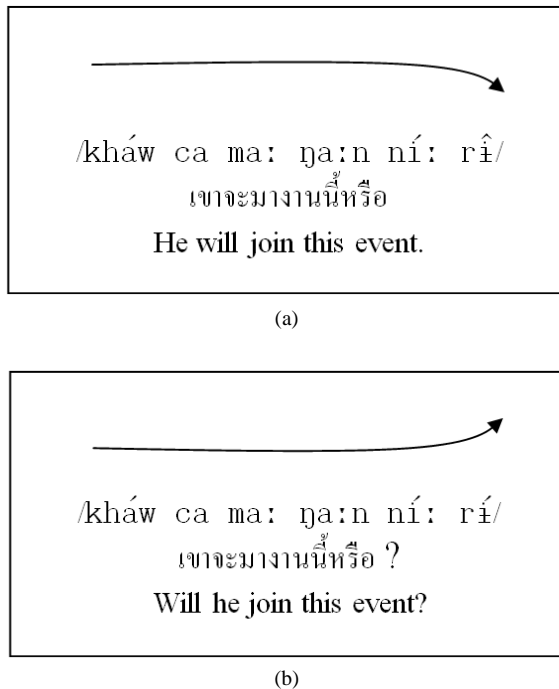 /kháw ca ma: ŋa:n ní: rɨ̂/
เขาจะมางานนี้หรือ
He will join this event.
(a)
/kháw ca ma: ŋa:n ní: rɨ́/
เขาจะมางานนี้หรือ ?
Will he join this event?
(b)